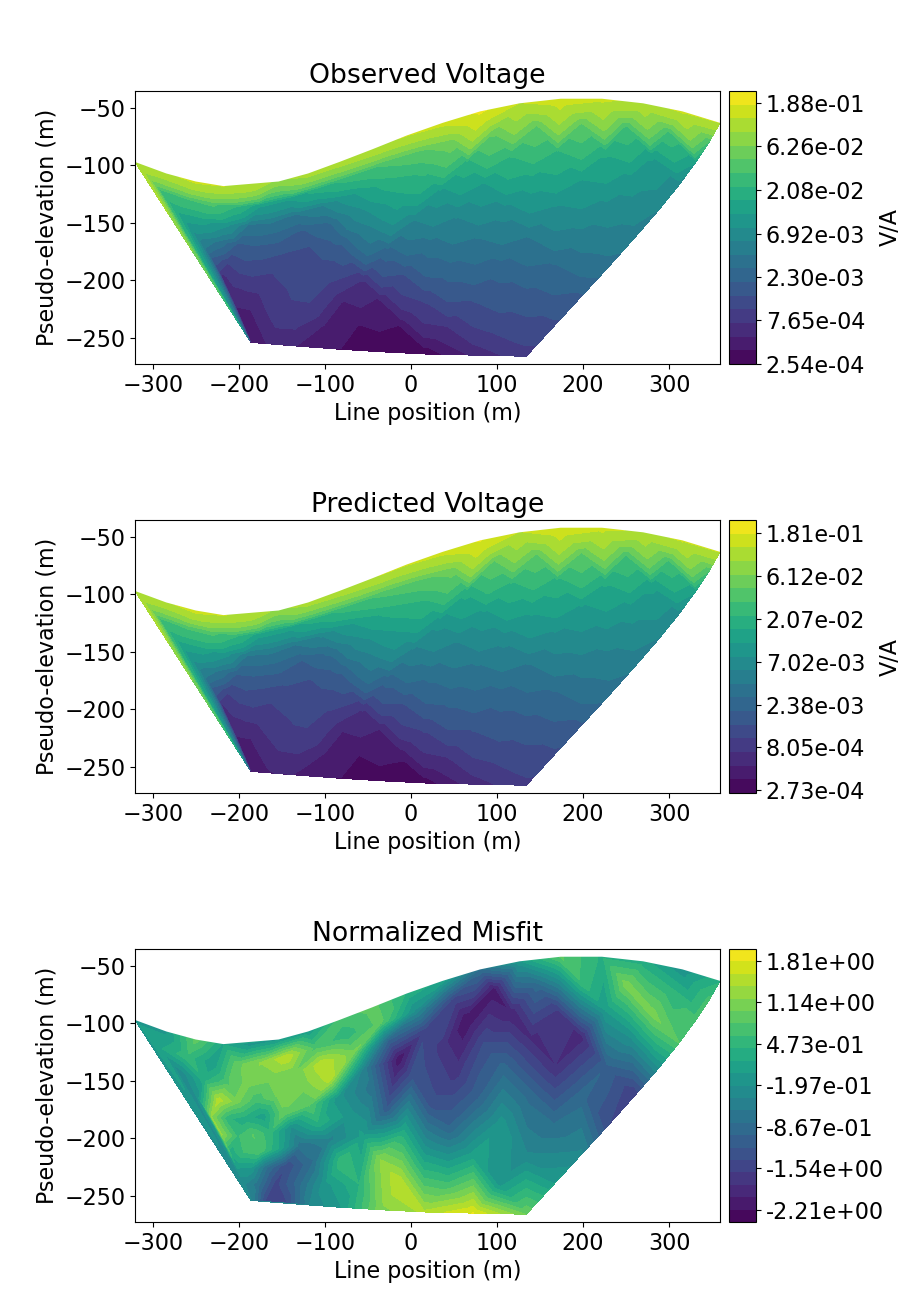 Observed Voltage
Pseudo-elevation (m)
−50
−100
−150
−200
−250
−300 −200 −100 0 100 200 300
Line position (m)
1.88e-01
6.26e-02
2.08e-02
6.92e-03
2.30e-03
7.65e-04
2.54e-04
V/A
Predicted Voltage
Pseudo-elevation (m)
−50
−100
−150
−200
−250
−300 −200 −100 0 100 200 300
Line position (m)
1.81e-01
6.12e-02
2.07e-02
7.02e-03
2.38e-03
8.05e-04
2.73e-04
V/A
Normalized Misfit
Pseudo-elevation (m)
−50
−100
−150
−200
−250
−300 −200 −100 0 100 200 300
Line position (m)
1.81e+00
1.14e+00
4.73e-01
-1.97e-01
-8.67e-01
-1.54e+00
-2.21e+00